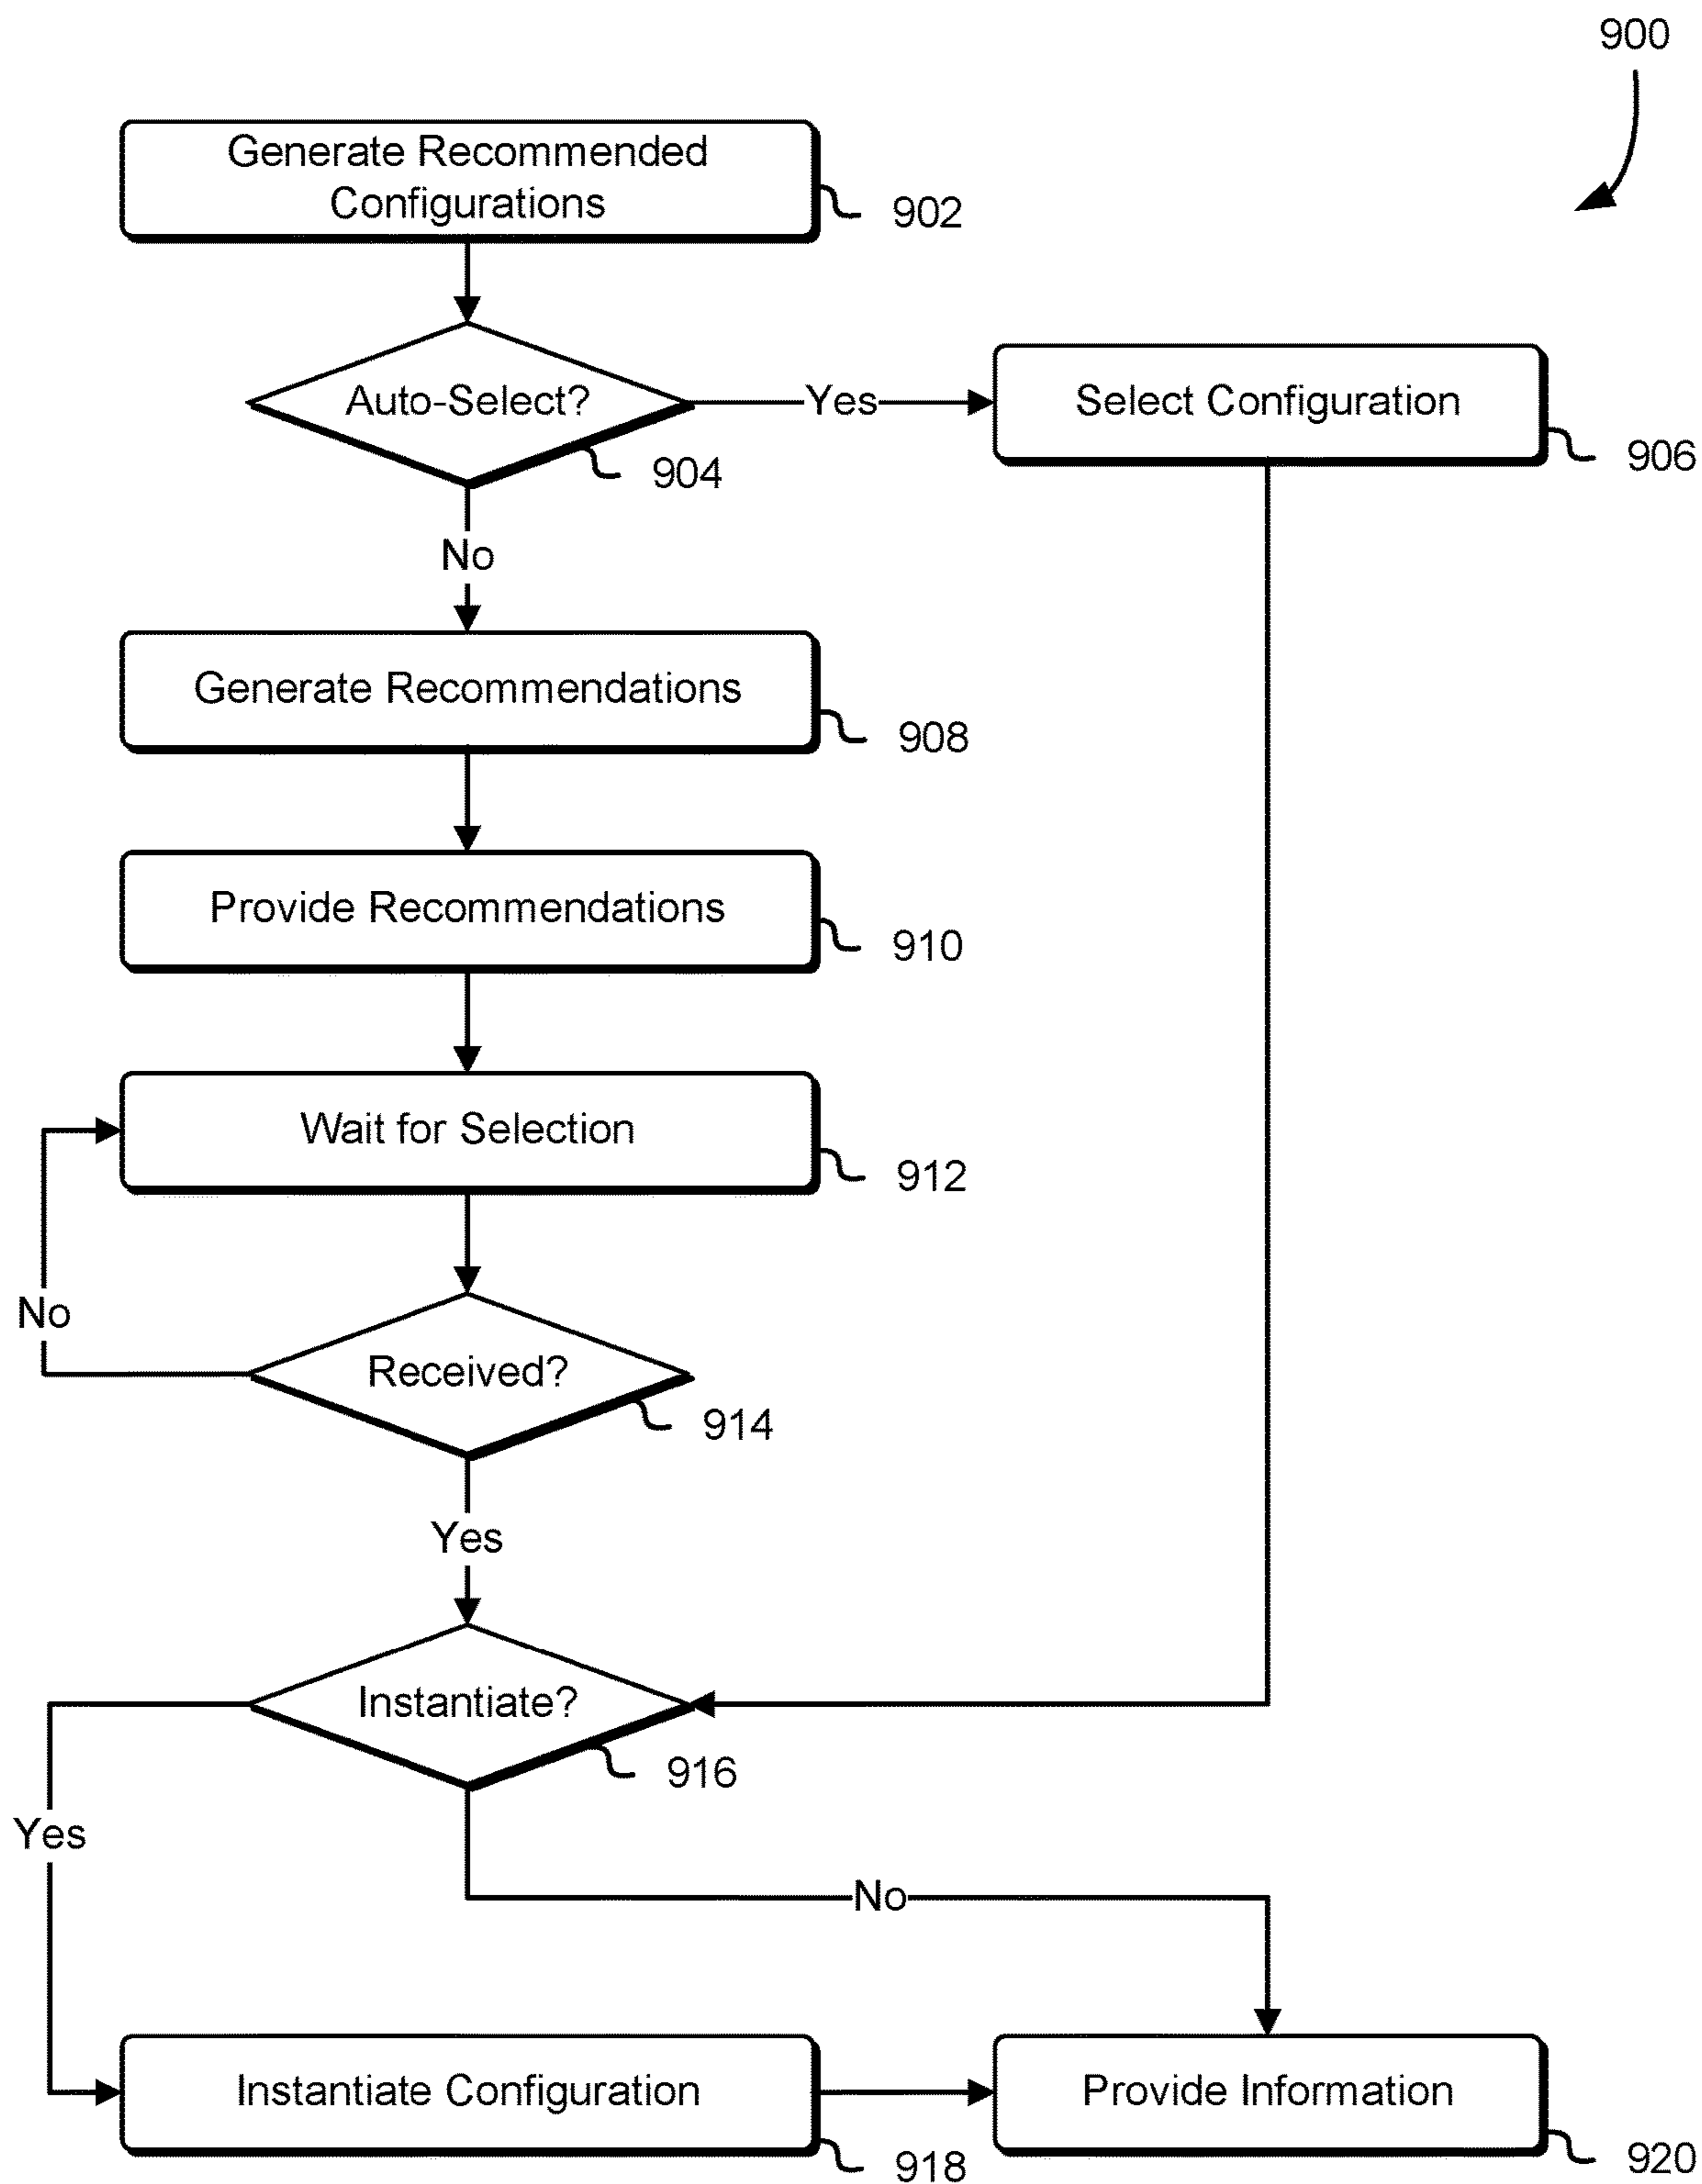 900
Generate Recommended
Configurations
902
Auto-Select?
Yes
Select Configuration
904
906
No
Generate Recommendations
908
Provide Recommendations
910
Wait for Selection
912
No
Received?
914
Yes
Instantiate?
916
Yes
No
Instantiate Configuration
Provide Information
918
920